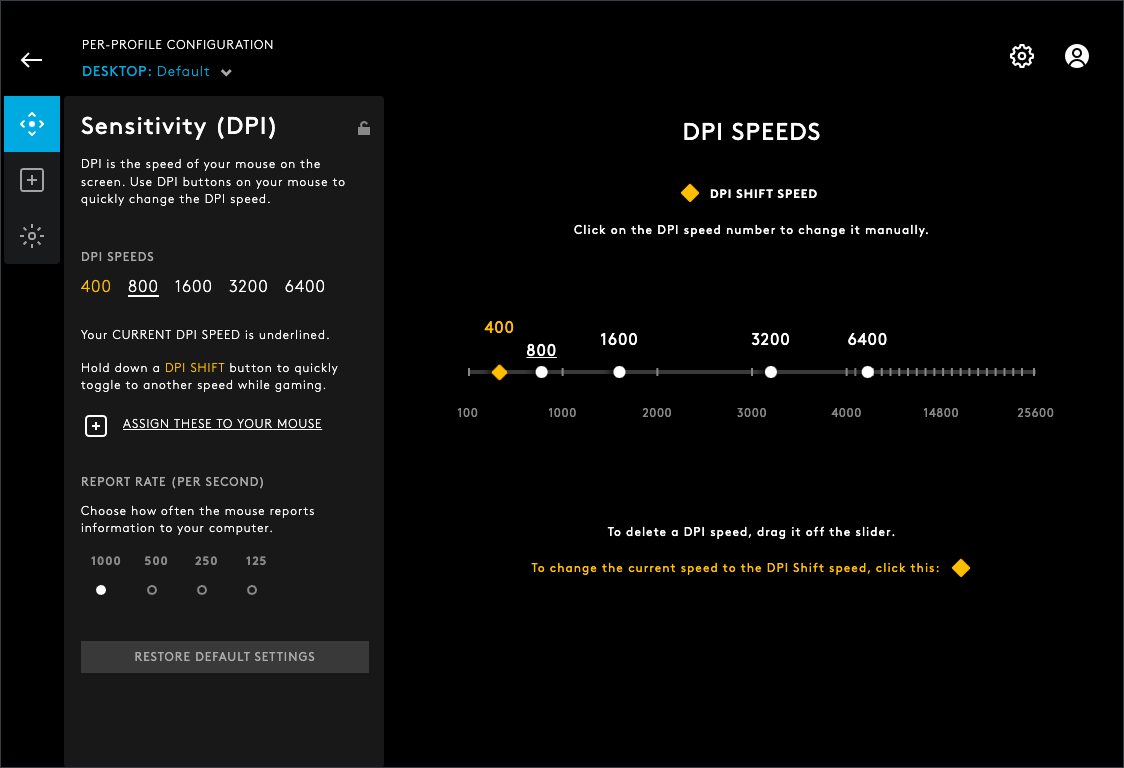 PER-PROFILE CONFIGURATION
DESKTOP: Default
Sensitivity (DPI)
DPI is the speed of your mouse on the
screen. Use DPI buttons on your mouse to
quickly change the DPI speed.
DPI SPEEDS
400 800 1600 3200 6400
Your CURRENT DPI SPEED is underlined.
Hold down a DPI SHIFT button to quickly
toggle to another speed while gaming.
ASSIGN THESE TO YOUR MOUSE
REPORT RATE (PER SECOND)
Choose how often the mouse reports
information to your computer.
1000 500 250 125
RESTORE DEFAULT SETTINGS
DPI SPEEDS
DPI SHIFT SPEED
Click on the DPI speed number to change it manually.
400 800 1600 3200 6400
100 1000 2000 3000 4000 14800 25600
To delete a DPI speed, drag it off the slider.
To change the current speed to the DPI Shift speed, click this: